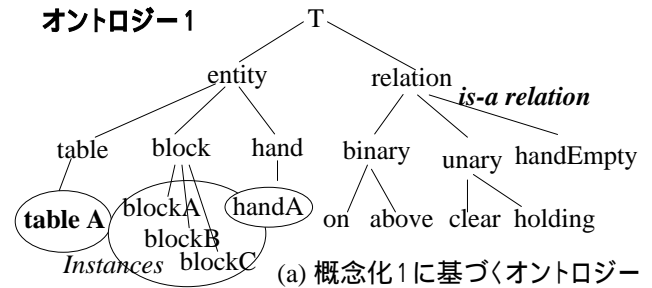 オントロジー1
T
entity relation
is-a relation
table block hand binary unary handEmpty
table A blockA handA on above clear holding
blockB
Instances blockC
(a) 概念化1に基づくオントロジー